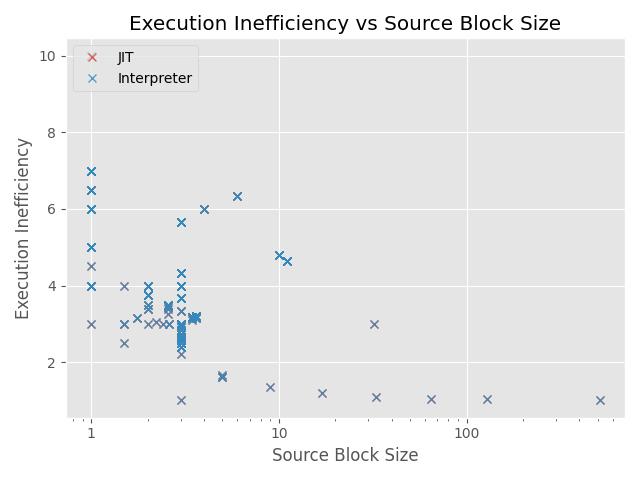 Execution Inefficiency vs Source Block Size
JIT
Interpreter
10
8
6
4
2
Execution Inefficiency
1
10
100
Source Block Size